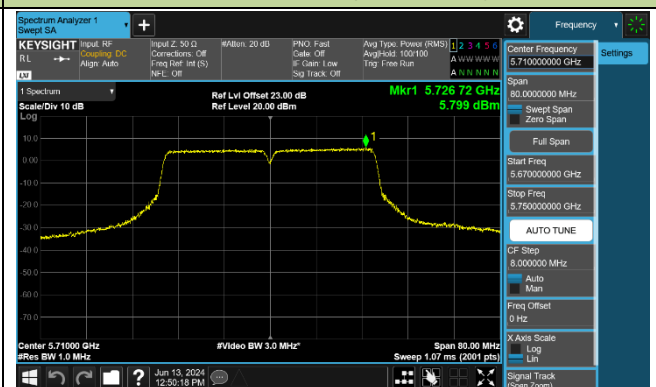 Spectrum Analyzer 1
Swept SA
+
Frequency
KEYSIGHT Input: RF
RL Coupling: DC
Align: Auto
LXI
Input Z: 50 Ω
Corrections: Off
Freq Ref: Int (S)
NFE: Off
#Atten: 20 dB
PNO: Fast
Gate: Off
IF Gain: Low
Sig Track: Off
Avg Type: Power (RMS)
Avg|Hold: 100/100
Trig: Free Run
1 2 3 4 5 6
A W W W W W
A N N N N N
Center Frequency
5.710000000 GHz
Settings
Span
80.0000000 MHz
Swept Span
Zero Span
Full Span
Start Freq
5.670000000 GHz
Stop Freq
5.750000000 GHz
AUTO TUNE
CF Step
8.000000 MHz
Auto
Man
Freq Offset
0 Hz
X Axis Scale
Log
Lin
Signal Track
(Span Zoom)
1 Spectrum
Scale/Div 10 dB
Log
Ref Lvl Offset 23.00 dB
Ref Level 20.00 dBm
Mkr1 5.726 72 GHz
5.799 dBm
1
10.0
0.00
-10.0
-20.0
-30.0
-40.0
-50.0
-60.0
-70.0
Center 5.71000 GHz
#Res BW 1.0 MHz
#Video BW 3.0 MHz*
Span 80.00 MHz
Sweep 1.07 ms (2001 pts)
?
Jun 13, 2024
12:50:18 PM